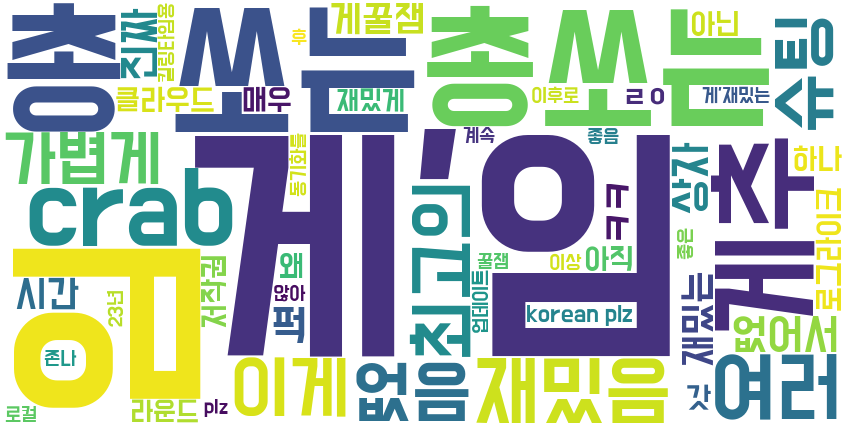 총 쏘는
총 쏘는
진짜
킬링타임용
후
게꿀잼
아닌
슈팅
클라우드
매우
재밌게
이후로
ㄹㅇ
게'재밌는
가볍게
동기화를
계속
좋음
게'임
ㅋㅋ
상자
하나
게주
crab
최고의
로그라이크
임
왜
꿀잼
이상
아직
좋은
시간
23년
저작권
않아
퍽
업데이트
korean plz
재밌는
없어서
존나
로컬
라운드
plz
이게
없음
재밌음
갓
여러